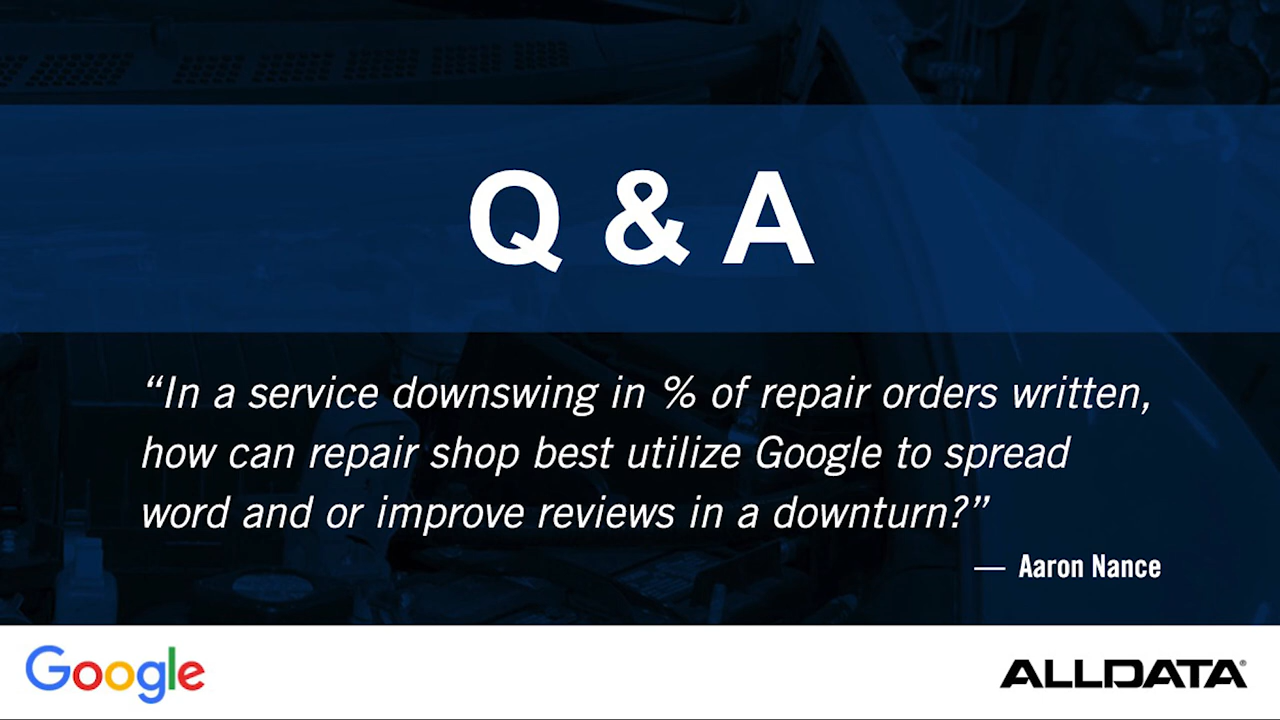 Q & A
“In a service downswing in % of repair orders written,
how can repair shop best utilize Google to spread
word and or improve reviews in a downturn?”
— Aaron Nance
Google
ALLDATA®